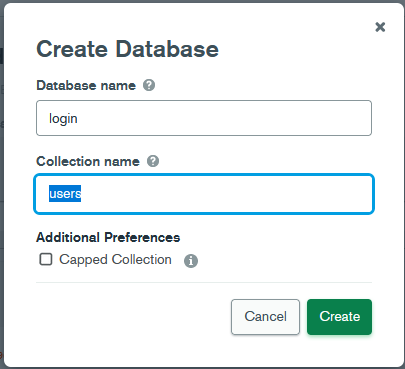 Create Database
Database name
login
Collection name
users
Additional Preferences
Capped Collection
Cancel Create